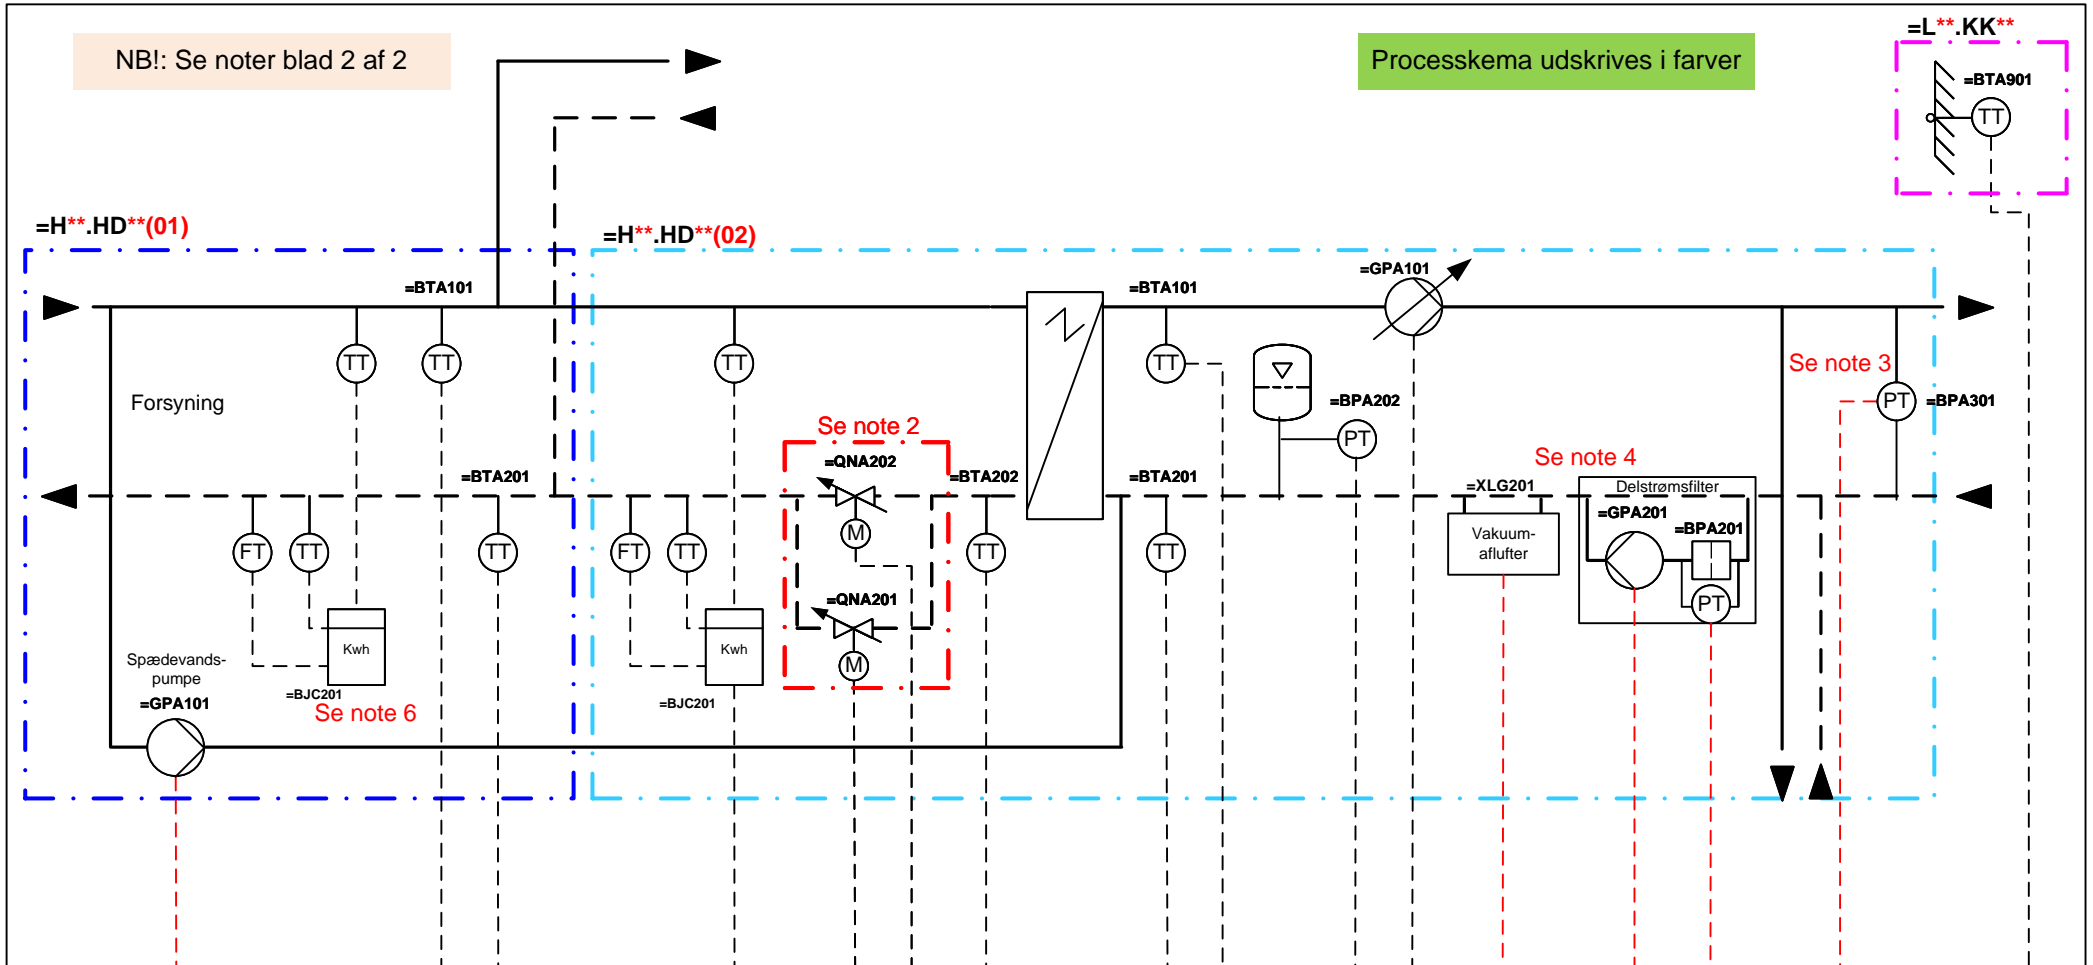 NB!: Se noter blad 2 af 2
Processkema udskrives i farver
=L**.KK**
=BTA901
TT
=H**.HD**(01)
=H**.HD**(02)
=BTA101
=BTA101
=GPA101
TT
TT
TT
TT
Se note 3
Forsyning
=BPA202
PT
=BPA301
PT
Se note 2
=QNA202
=BTA201
=BTA202
=BTA201
Se note 4
=XLG201
Delstrømsfilter
=GPA201
=BPA201
FT
TT
TT
FT
TT
M
TT
TT
Vakuum-
aflufter
=QNA201
PT
Kwh
Kwh
M
Spædevands-
pumpe
=GPA101
=BJC201
Se note 6
=BJC201